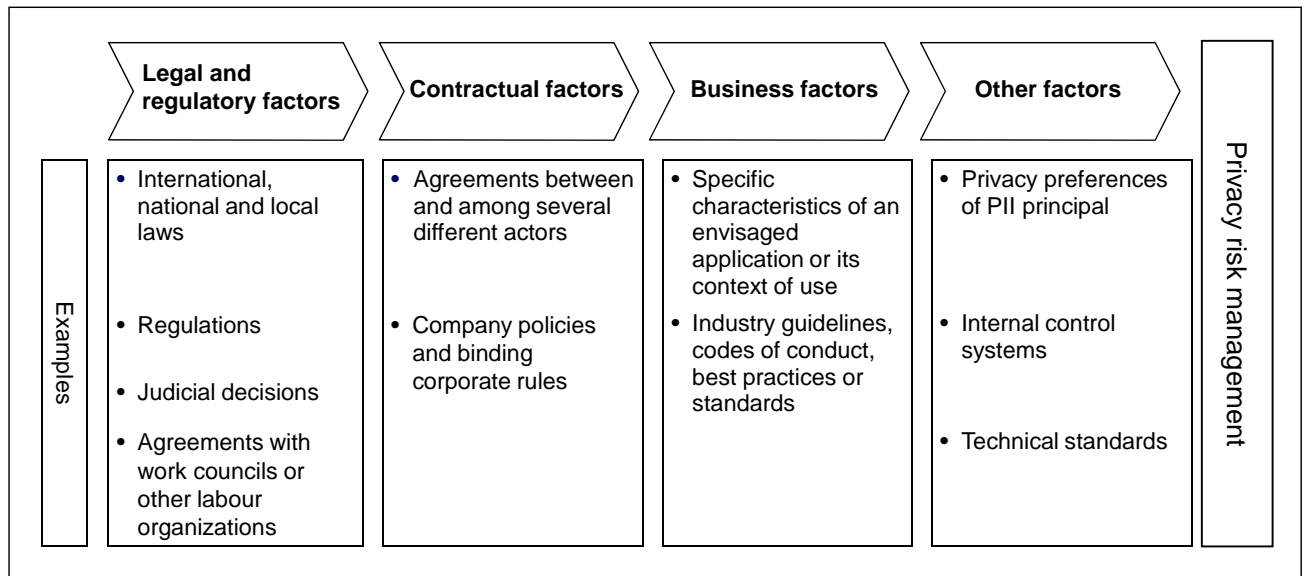 Legal and
regulatory factors
Contractual factors
Business factors
Other factors
Privacy risk management
Examples
• International,
national and local
laws
• Regulations
• Judicial decisions
• Agreements with
work councils or
other labour
organizations
• Agreements between
and among several
different actors
• Company policies
and binding
corporate rules
• Specific
characteristics of an
envisaged
application or its
context of use
• Industry guidelines,
codes of conduct,
best practices or
standards
• Privacy preferences
of PII principal
• Internal control
systems
• Technical standards